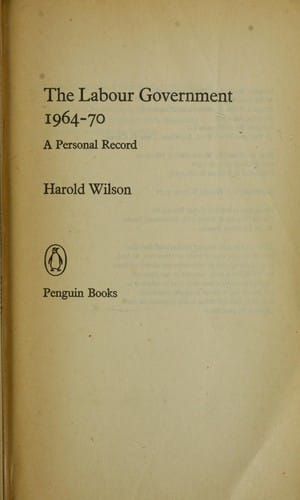 The Labour Government
1964-70
A Personal Record
Harold Wilson
Penguin Books